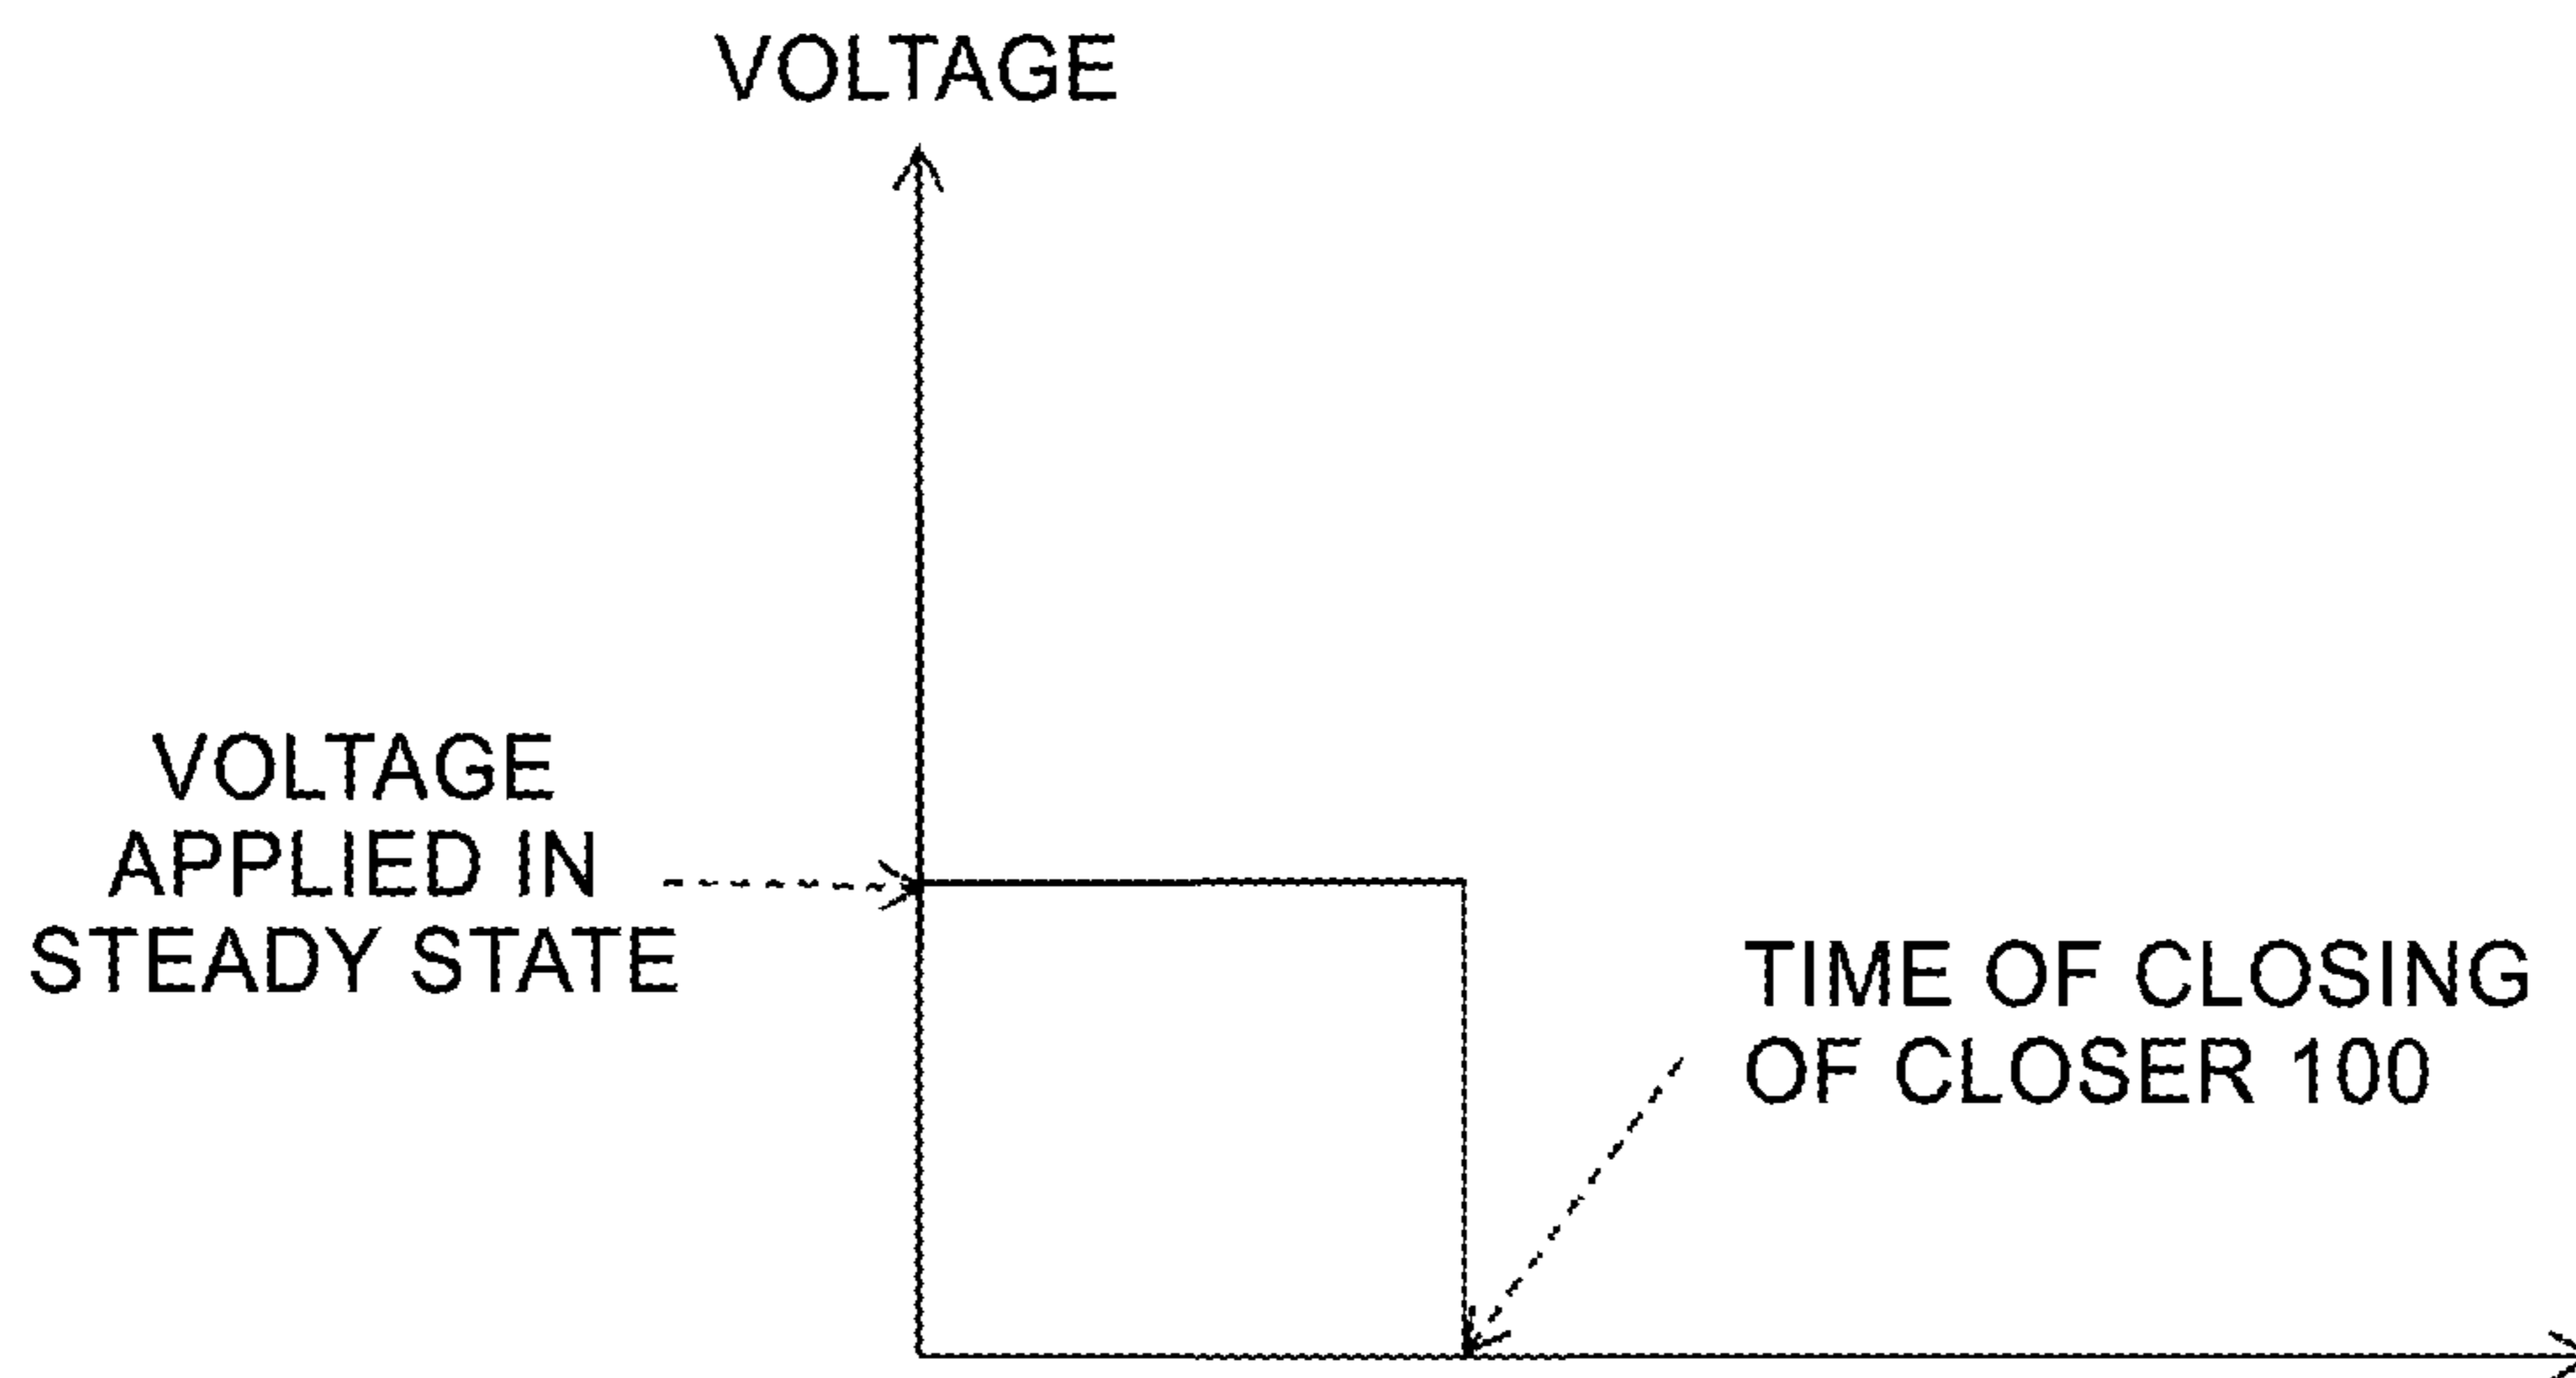 VOLTAGE
VOLTAGE
APPLIED IN
STEADY STATE
TIME OF CLOSING
OF CLOSER 100